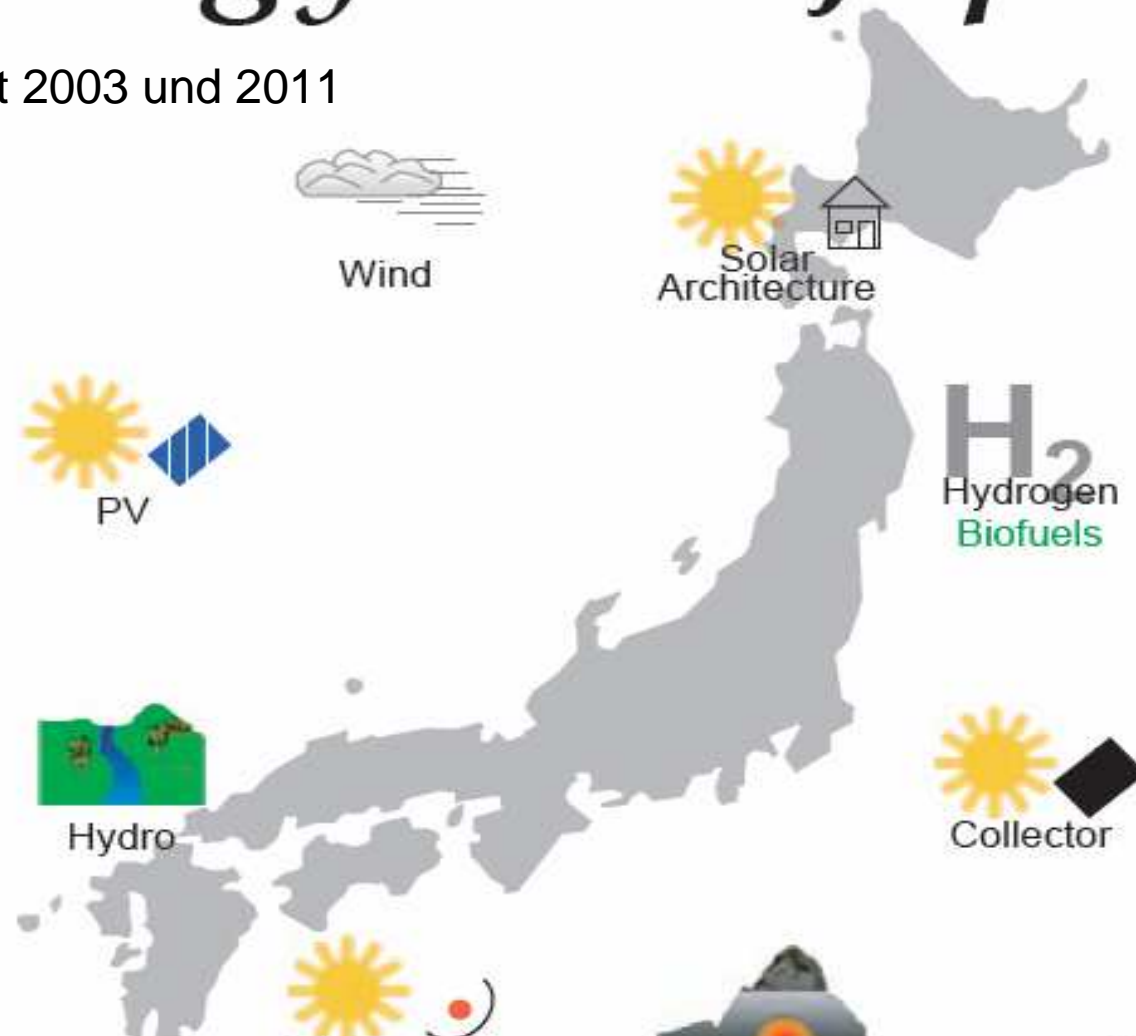 t 2003 und 2011
Wind
Solar
Architecture
PV
H2
Hydrogen
Biofuels
Hydro
Collector